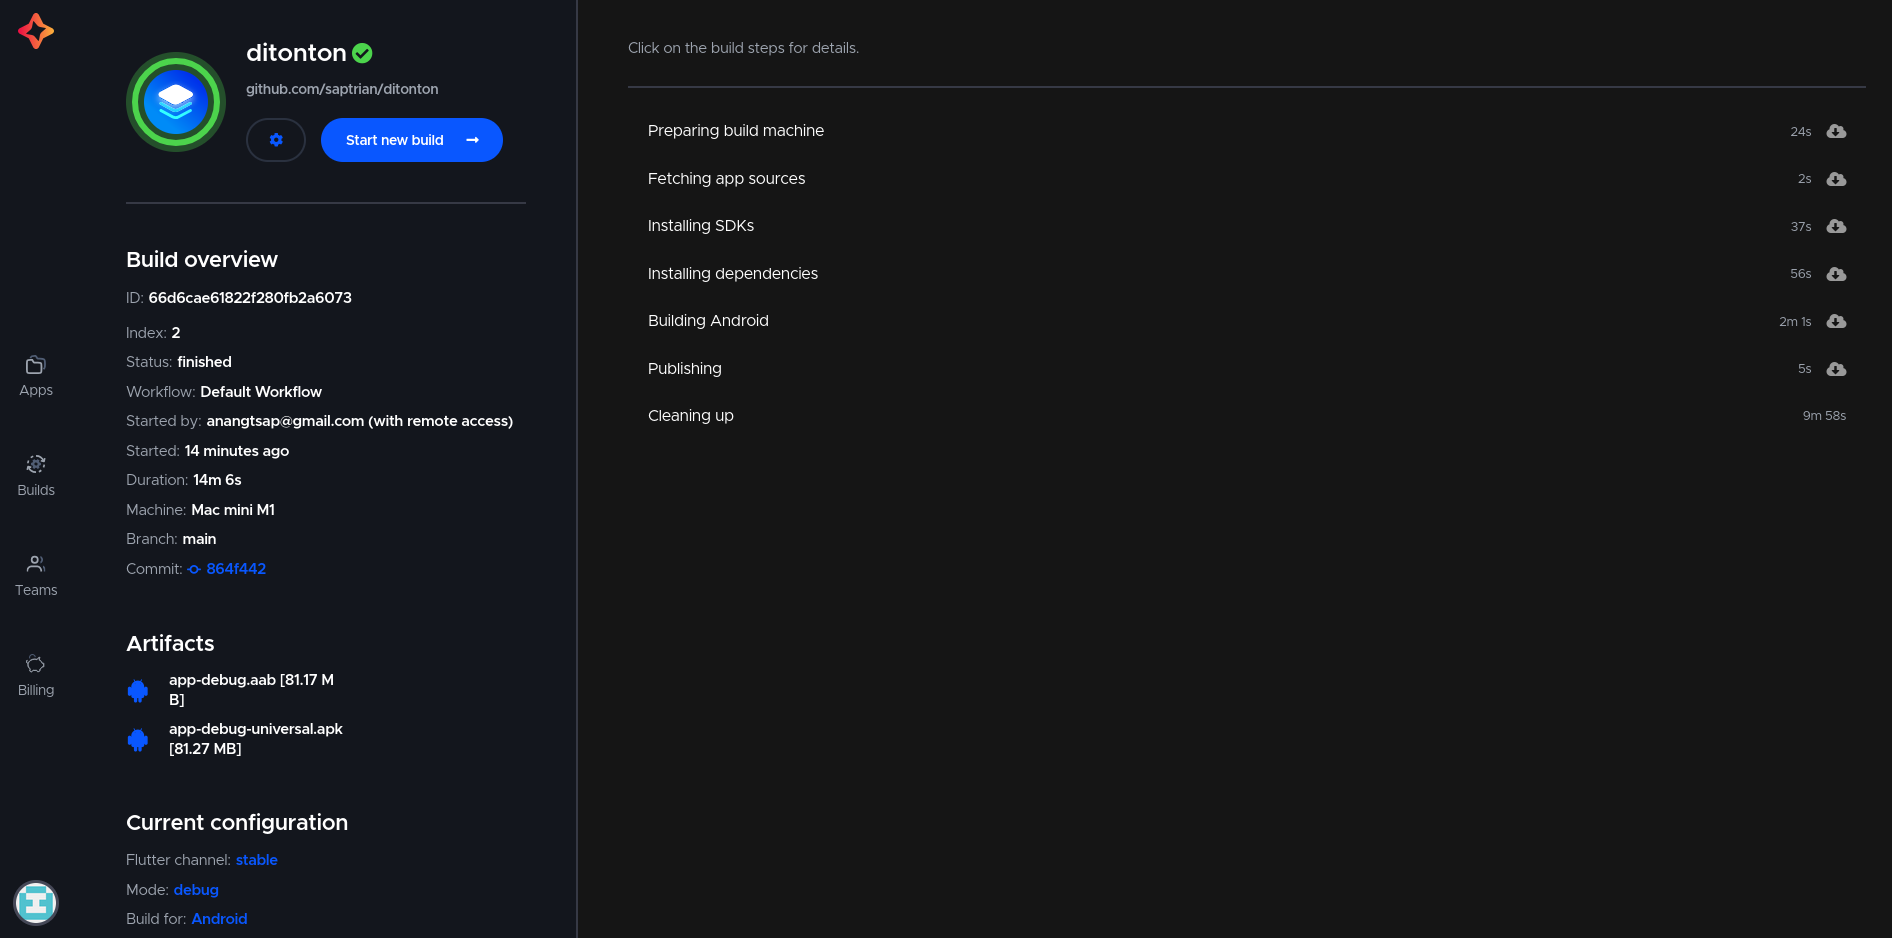 ditonton
github.com/saptrian/ditonton
Start new build
Build overview
ID: 66d6cae61822f280fb2a6073
Index: 2
Status: finished
Workflow: Default Workflow
Started by: anangtsap@gmail.com (with remote access)
Started: 14 minutes ago
Duration: 14m 6s
Machine: Mac mini M1
Branch: main
Commit: 864f442
Artifacts
app-debug.aab [81.17 M
B]
app-debug-universal.apk
[81.27 MB]
Current configuration
Flutter channel: stable
Mode: debug
Build for: Android
Apps
Builds
Teams
Billing
Click on the build steps for details.
Preparing build machine 24s
Fetching app sources 2s
Installing SDKs 37s
Installing dependencies 56s
Building Android 2m 1s
Publishing 5s
Cleaning up 9m 58s